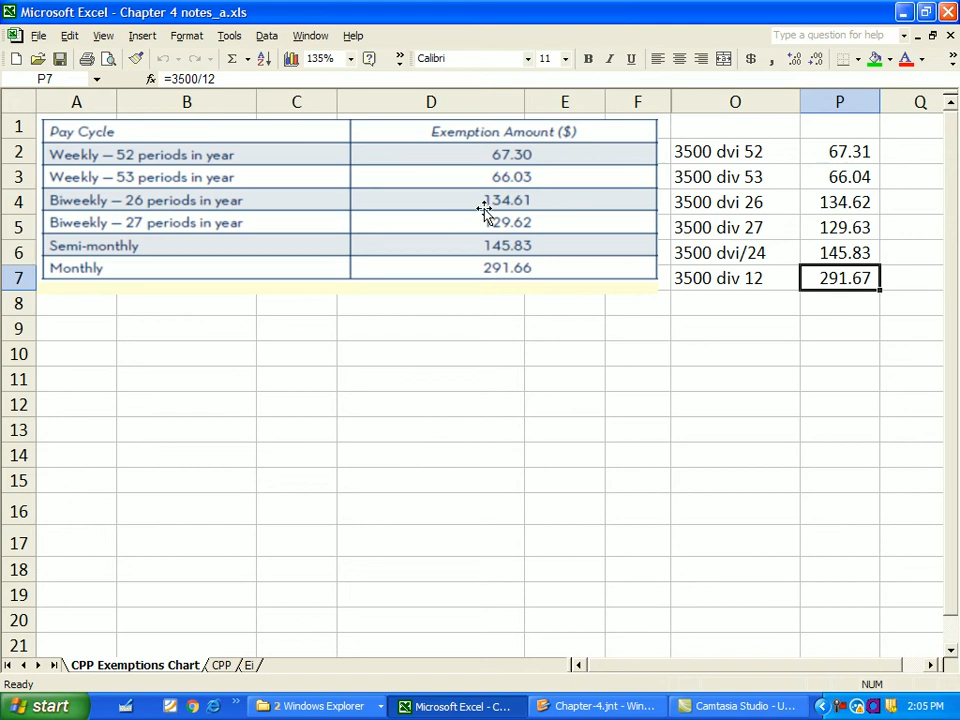 Microsoft Excel - Chapter 4 notes_a.xls
File Edit View Insert Format Tools Data Window Help
Type a question for help
135%
Calibri
11
B I U
P7
fx =3500/12
A B C D E F O P Q
1 Pay Cycle Exemption Amount ($)
2 Weekly – 52 periods in year 67.30 3500 dvi 52 67.31
3 Weekly – 53 periods in year 66.03 3500 div 53 66.04
4 Biweekly – 26 periods in year 134.61 3500 div 26 134.62
5 Biweekly – 27 periods in year 129.62 3500 div 27 129.63
6 Semi-monthly 145.83 3500 dvi/24 145.83
7 Monthly 291.66 3500 div 12 291.67
8
9
10
11
12
13
14
15
16
17
18
19
20
21
CPP Exemptions Chart CPP Ei
Ready
NUM
start
2 Windows Explorer
Microsoft Excel - C...
Chapter-4.jnt - Win...
Camtasia Studio - U...
2:05 PM